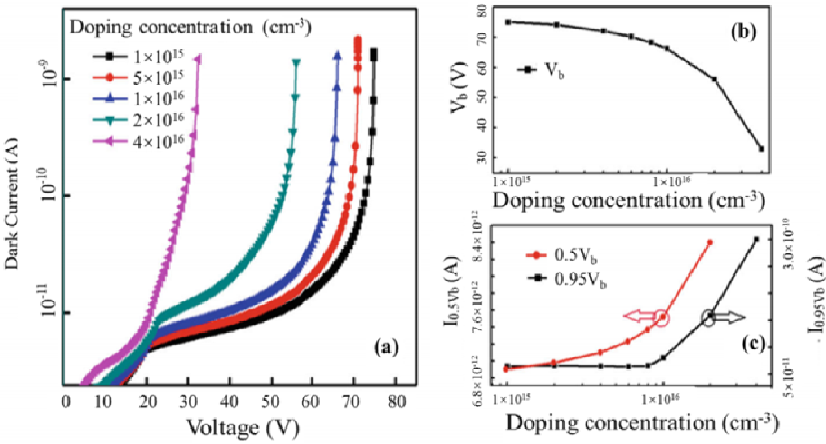 Doping concentration (cm⁻³)
1×10¹⁵
5×10¹⁵
1×10¹⁶
2×10¹⁶
4×10¹⁶
10⁻⁹
10⁻¹⁰
10⁻¹¹
Dark Current (A)
(a)
0 10 20 30 40 50 60 70 80
Voltage (V)
(b)
80
70
60
50
40
30
V_b (V)
V_b
1×10¹⁵ 1×10¹⁶
Doping concentration (cm⁻³)
8.4×10⁻¹²
7.6×10⁻¹²
6.8×10⁻¹²
I₀.₅Vb (A)
0.5V_b
0.95V_b
(c)
3.0×10⁻¹⁰
5×10⁻¹¹
I₀.₉₅Vb (A)
1×10¹⁵ 1×10¹⁶
Doping concentration (cm⁻³)